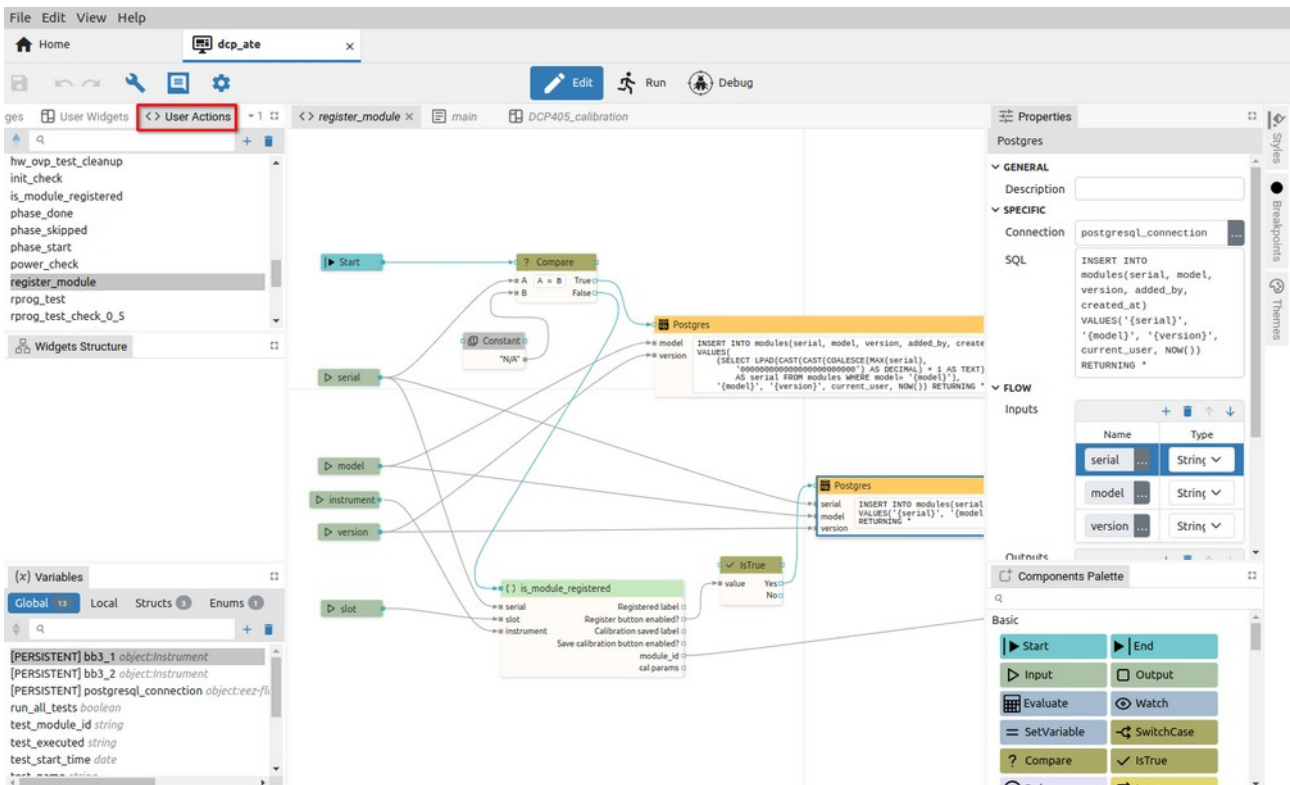 File Edit View Help
Home
dcp_ate
Edit
Run
Debug
ges
User Widgets
<> User Actions
1
hw_ovp_test_cleanup
init_check
is_module_registered
phase_done
phase_skipped
phase_start
power_check
register_module
rprog_test
rprog_test_check_0_5
Widgets Structure
(x) Variables
Global 13 Local Structs 3 Enums 1
[PERSISTENT] bb3_1 object:Instrument
[PERSISTENT] bb3_2 object:Instrument
[PERSISTENT] postgresql_connection object:eez-flo
run_all_tests boolean
test_module_id string
test_executed string
test_start_time date
test_name string
<> register_module ×
main
DCP405_calibration
Start
? Compare
A A = B True
B False
Constant
"N/A"
serial
model
instrument
version
slot
Postgres
model
version
INSERT INTO modules(serial, model, version, added_by, create
VALUES(
(SELECT LPAD(CAST(CAST(COALESCE(MAX(serial),
AS DECIMAL) + 1 AS TEXT)
AS serial FROM modules WHERE model= '{model}'),
'{model}', '{version}', current_user, NOW()) RETURNING *
Postgres
serial
model
version
INSERT INTO modules(serial
VALUES('{serial}', '{model
RETURNING *
IsTrue
value Yes
No
{} is_module_registered
serial Registered label
slot Register button enabled?
instrument Calibration saved label
Save calibration button enabled?
module_id
cal params
Properties
Postgres
GENERAL
Description
SPECIFIC
Connection postgresql_connection ...
SQL
INSERT INTO
modules(serial, model,
version, added_by,
created_at)
VALUES('{serial}',
'{model}', '{version}',
current_user, NOW())
RETURNING *
FLOW
Inputs
Name Type
serial ... String
model ... String
version ... String
Outputs
Components Palette
Basic
Start End
Input Output
Evaluate Watch
= SetVariable SwitchCase
? Compare IsTrue
Styles
Breakpoints
Themes